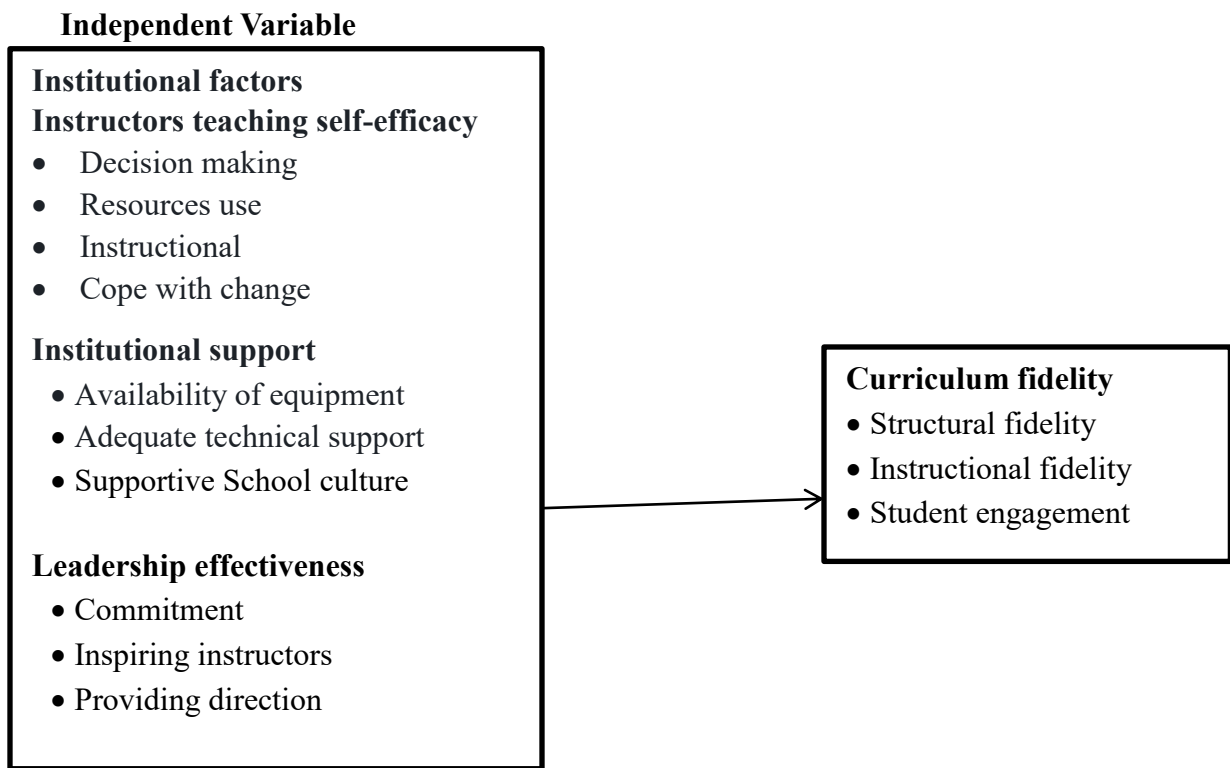 Independent Variable
Institutional factors
Instructors teaching self-efficacy
• Decision making
• Resources use
• Instructional
• Cope with change
Institutional support
• Availability of equipment
• Adequate technical support
• Supportive School culture
Leadership effectiveness
• Commitment
• Inspiring instructors
• Providing direction
Curriculum fidelity
• Structural fidelity
• Instructional fidelity
• Student engagement